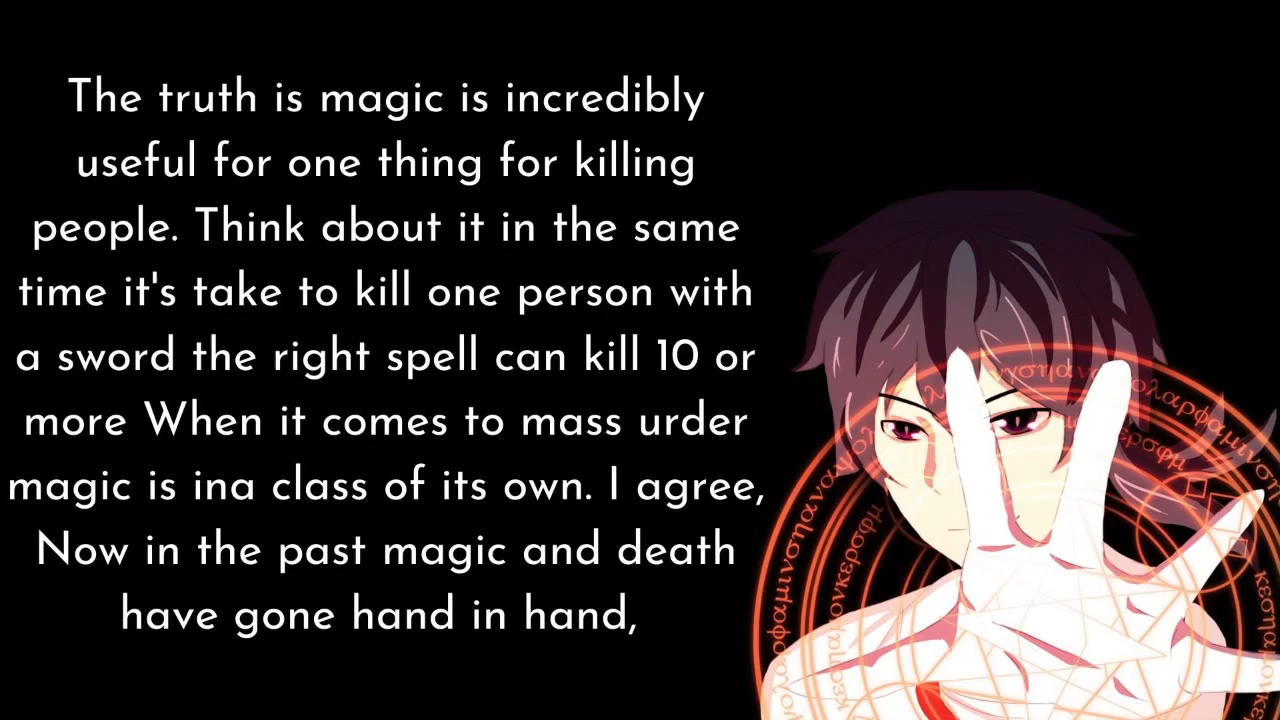 The truth is magic is incredibly
useful for one thing for killing
people. Think about it in the same
time it's take to kill one person with
a sword the right spell can kill 10 or
more When it comes to mass urder
magic is ina class of its own. I agree,
Now in the past magic and death
have gone hand in hand,